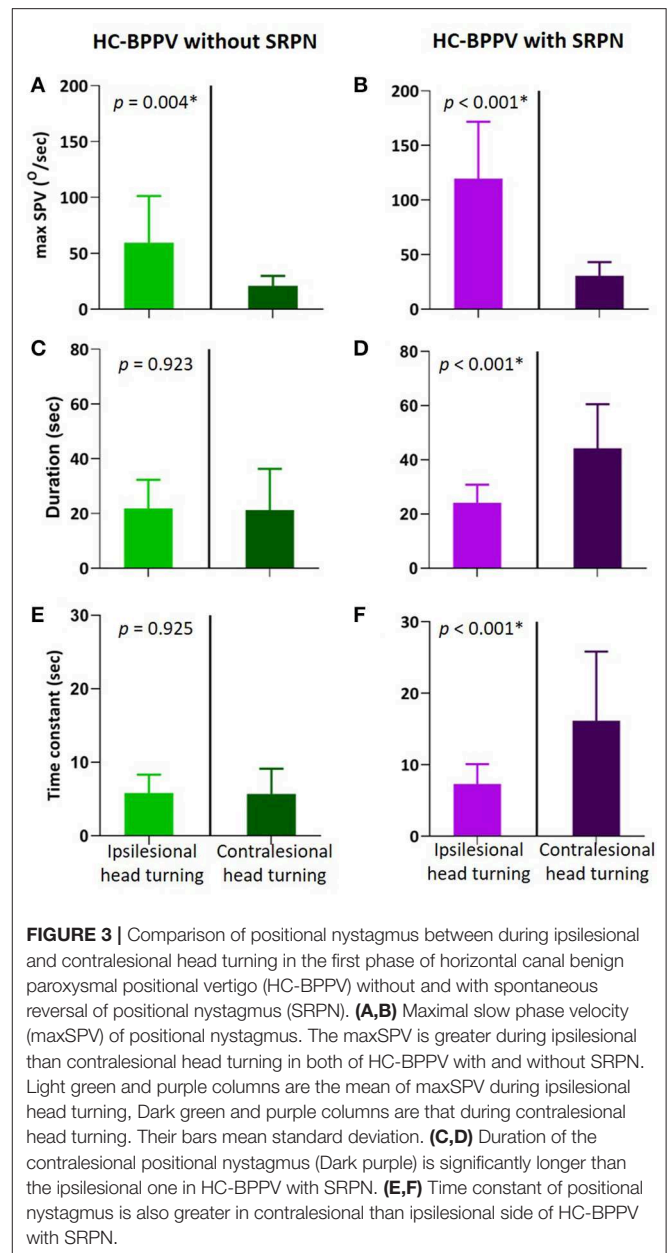 HC-BPPV without SRPN
HC-BPPV with SRPN
A
p = 0.004*
max SPV (⁰/sec)
200
150
100
50
0
B
p < 0.001*
200
150
100
50
0
C
p = 0.923
Duration (sec)
80
60
40
20
0
D
p < 0.001*
80
60
40
20
0
E
p = 0.925
Time constant (sec)
30
20
10
0
Ipsilesional
head turning
Contralesional
head turning
F
p < 0.001*
30
20
10
0
Ipsilesional
head turning
Contralesional
head turning
FIGURE 3 | Comparison of positional nystagmus between during ipsilesional
and contralesional head turning in the first phase of horizontal canal benign
paroxysmal positional vertigo (HC-BPPV) without and with spontaneous
reversal of positional nystagmus (SRPN). (A,B) Maximal slow phase velocity
(maxSPV) of positional nystagmus. The maxSPV is greater during ipsilesional
than contralesional head turning in both of HC-BPPV with and without SRPN.
Light green and purple columns are the mean of maxSPV during ipsilesional
head turning, Dark green and purple columns are that during contralesional
head turning. Their bars mean standard deviation. (C,D) Duration of the
contralesional positional nystagmus (Dark purple) is significantly longer than
the ipsilesional one in HC-BPPV with SRPN. (E,F) Time constant of positional
nystagmus is also greater in contralesional than ipsilesional side of HC-BPPV
with SRPN.